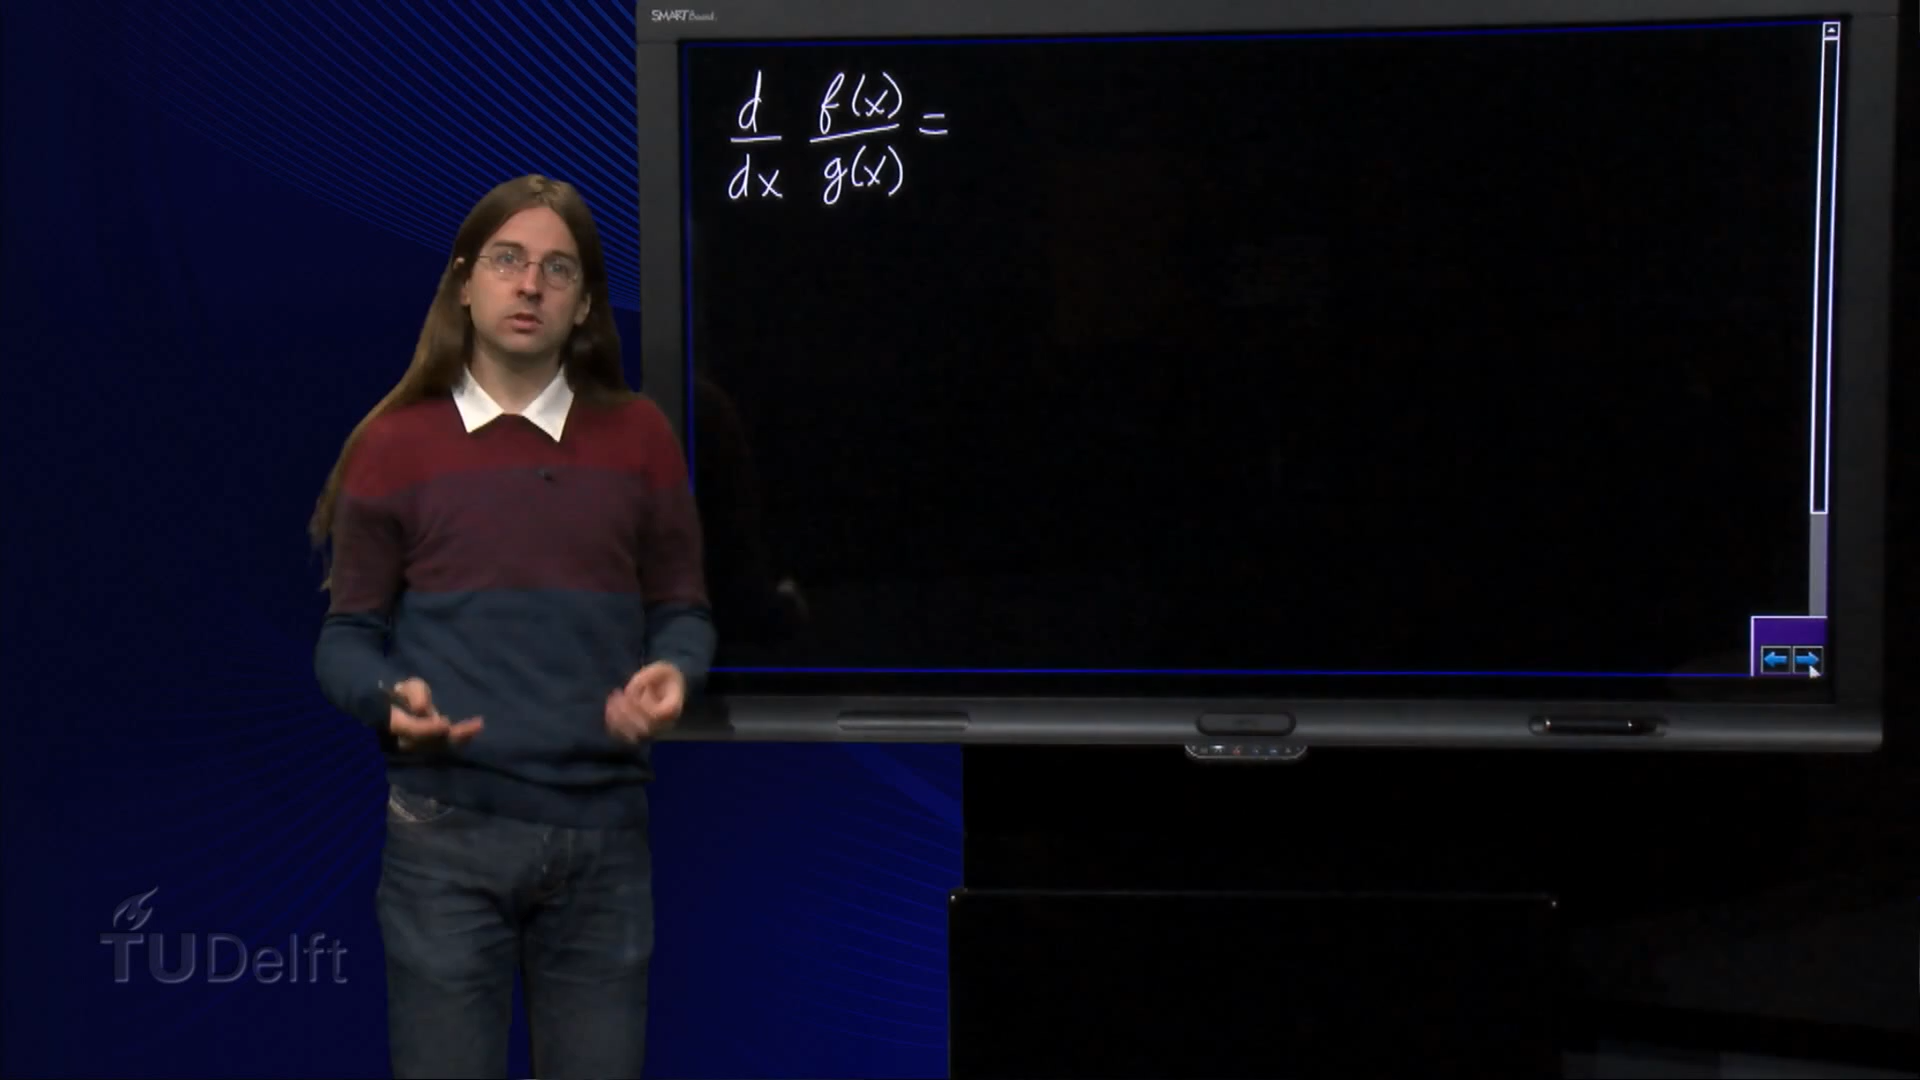 SMART Board
d/dx f(x)/g(x) =
TUDelft